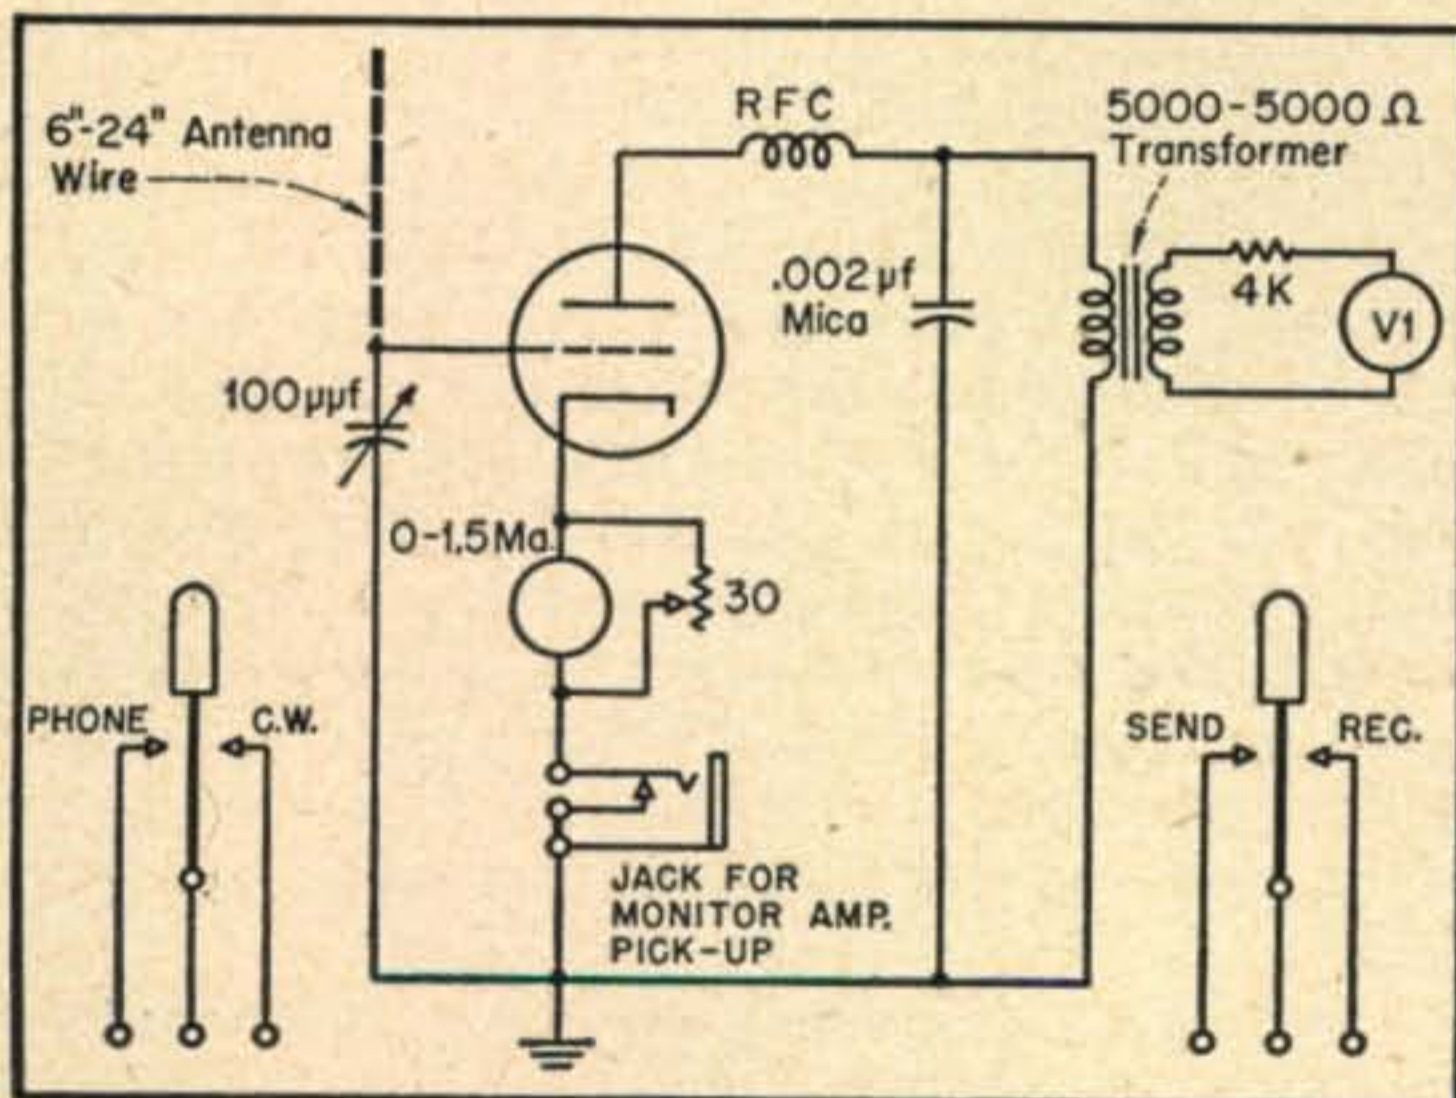 6"-24" Antenna
Wire
RFC
5000-5000 Ω
Transformer
.002 µf
Mica
4K
V1
100µµf
0-1.5Ma.
30
PHONE
C.W.
SEND
REC.
JACK FOR
MONITOR AMP.
PICK-UP